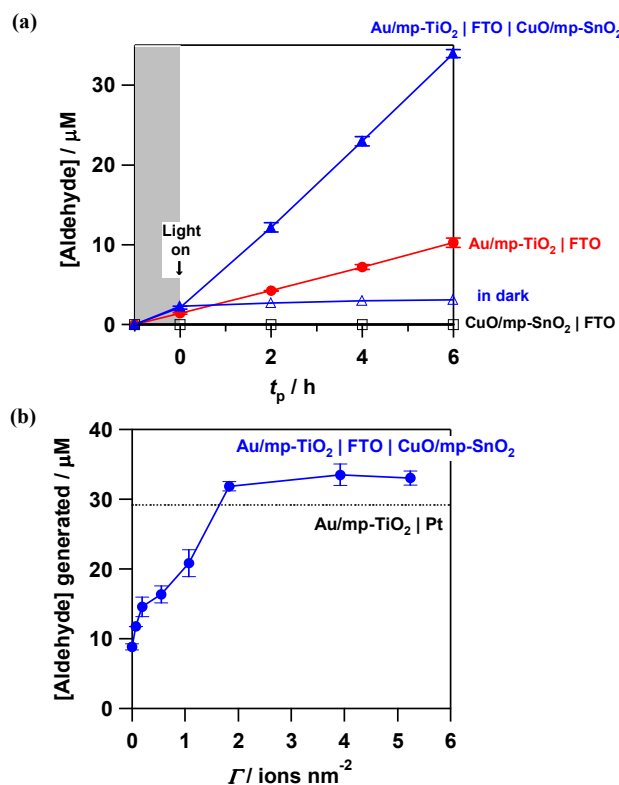 (a)
Au/mp-TiO₂ | FTO | CuO/mp-SnO₂
[Aldehyde] / μM
30
20
10
0
Light
on
Au/mp-TiO₂ | FTO
in dark
CuO/mp-SnO₂ | FTO
0
2
4
6
tₚ / h
(b)
[Aldehyde] generated / μM
40
30
20
10
0
Au/mp-TiO₂ | FTO | CuO/mp-SnO₂
Au/mp-TiO₂ | Pt
0
1
2
3
4
5
6
Γ / ions nm⁻²